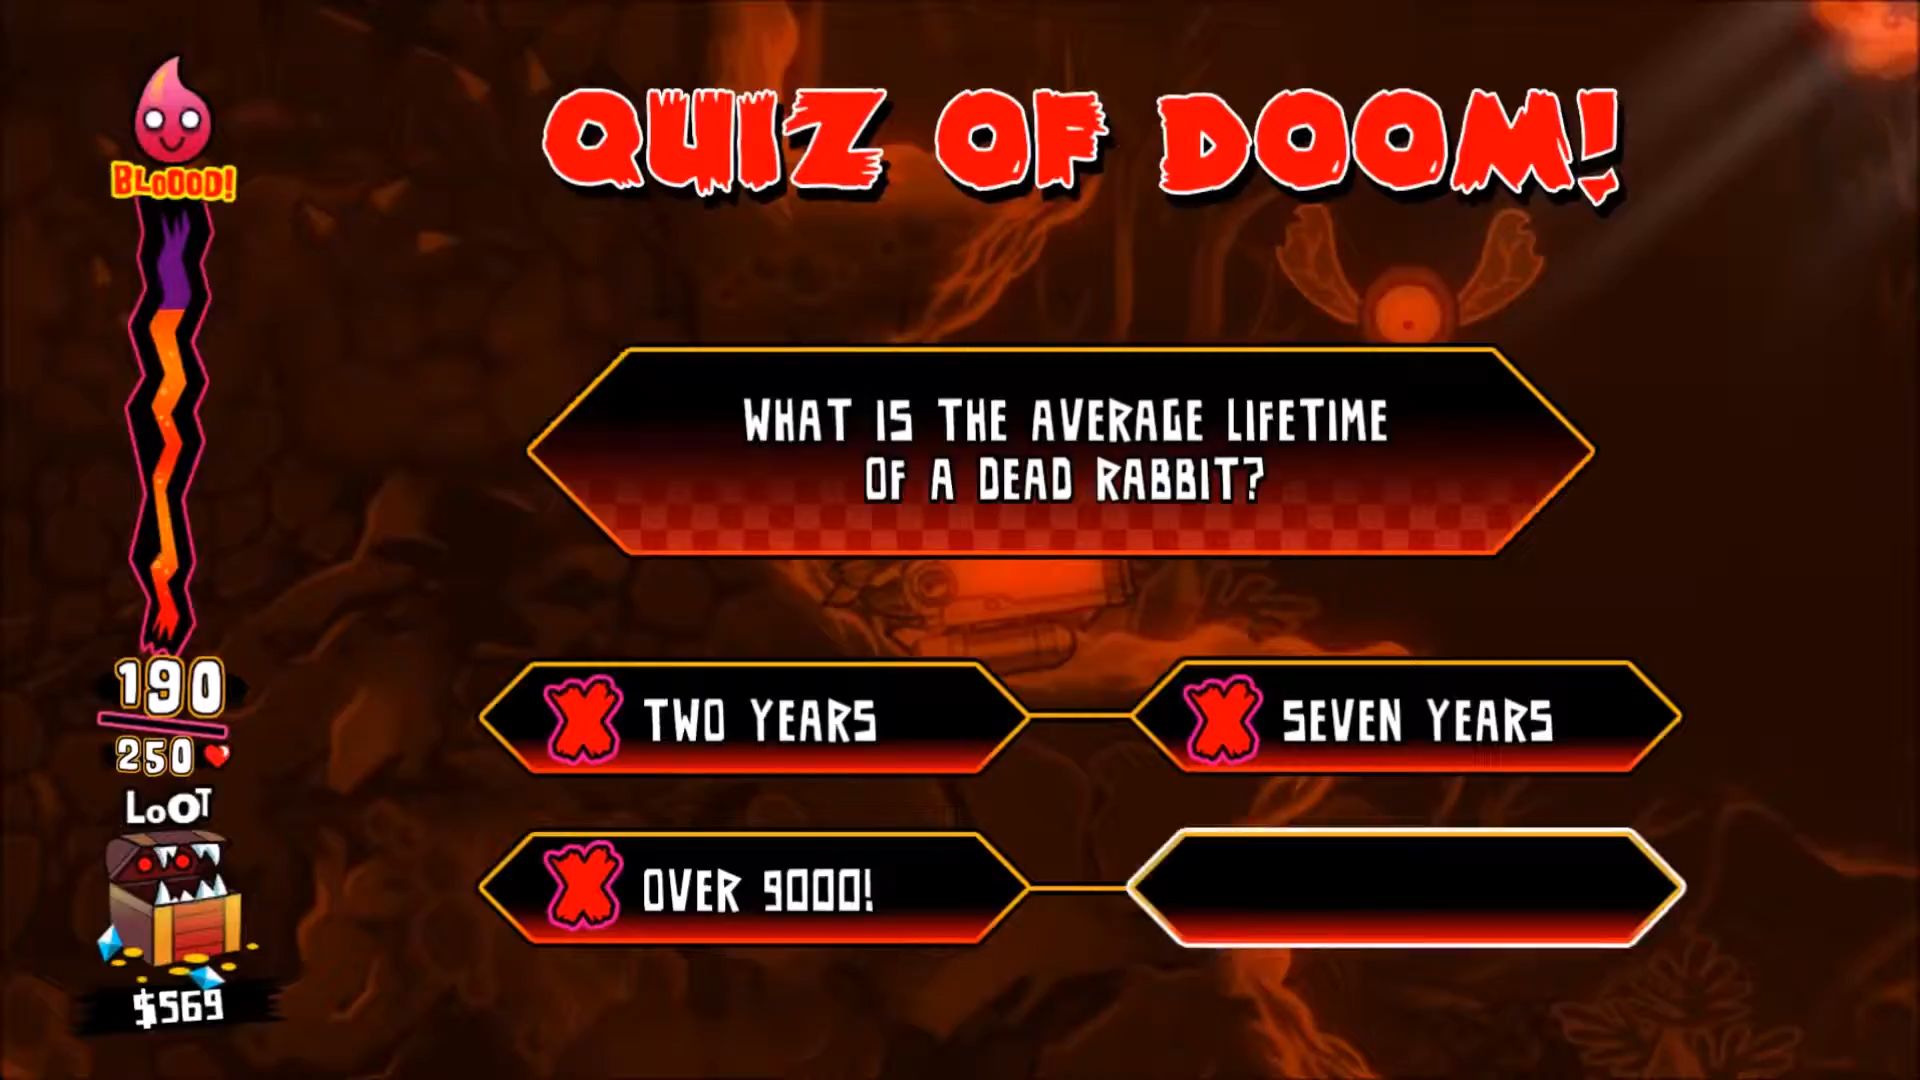 QUIZ OF DOOM!
BLOOOD!
WHAT IS THE AVERAGE LIFETIME
OF A DEAD RABBIT?
190
250
X TWO YEARS
X SEVEN YEARS
LOOT
X OVER 9000!
$569